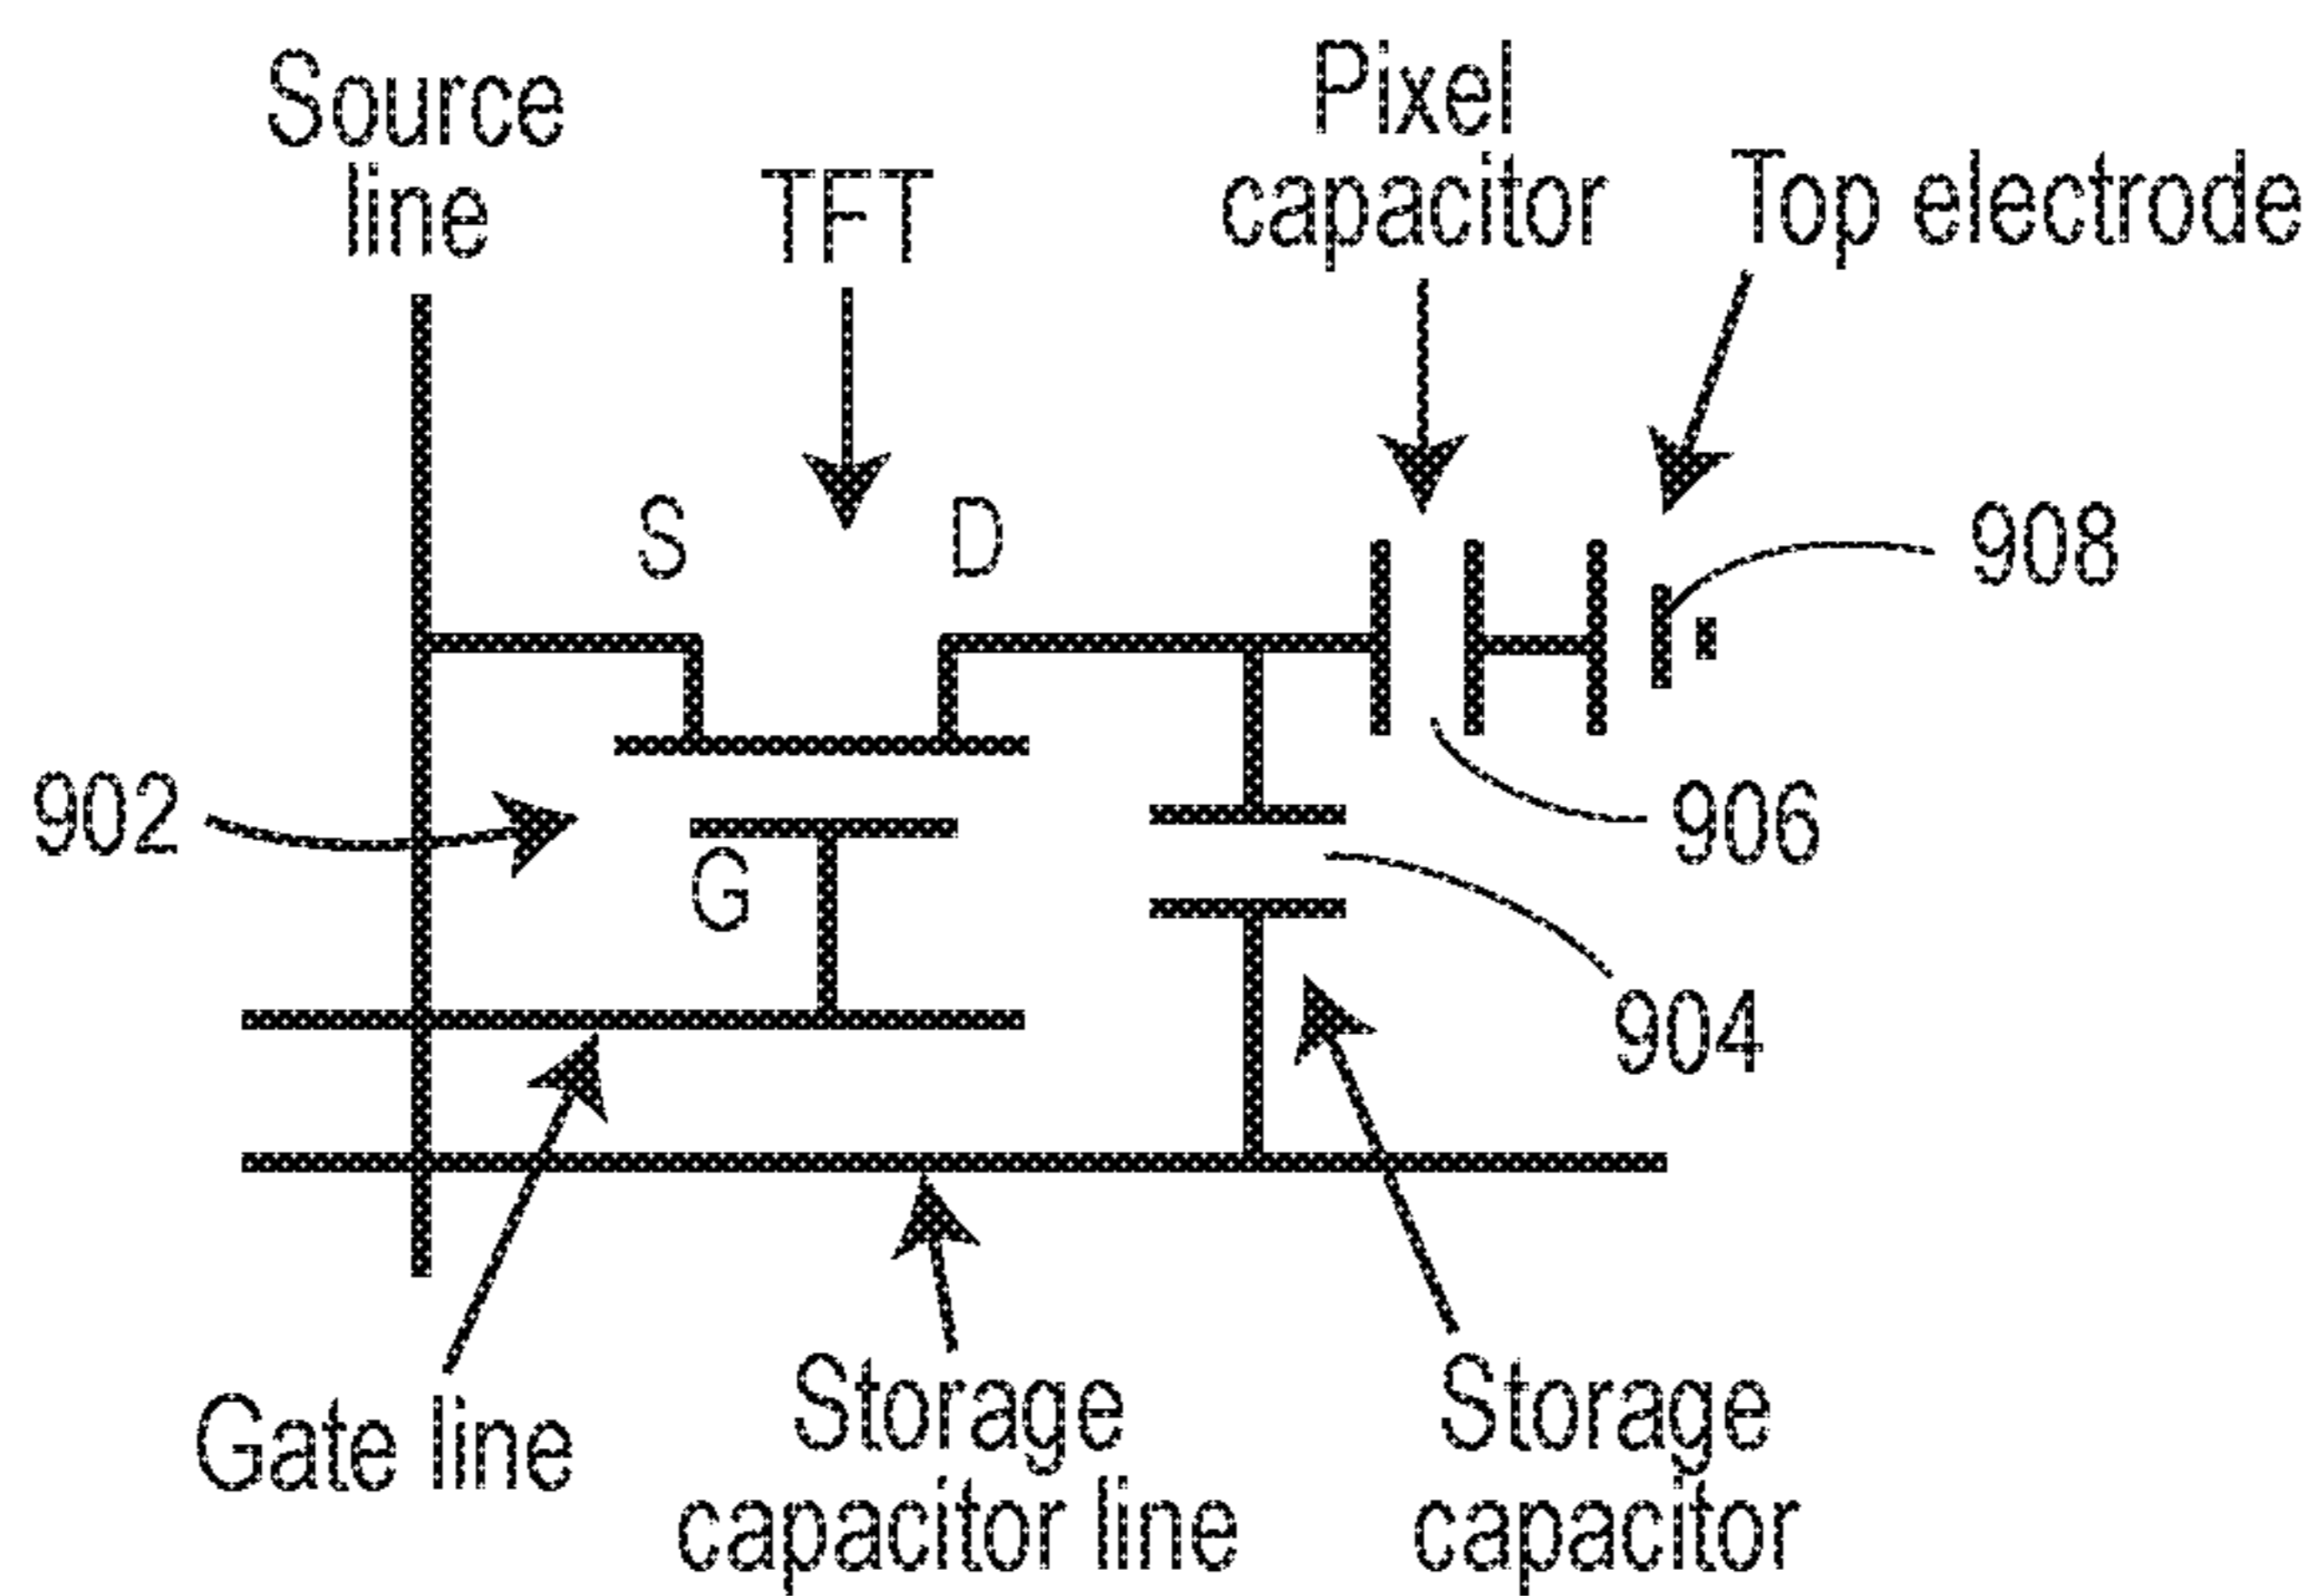 Source
line
TFT
Pixel
capacitor
Top electrode
S
D
908
902
G
906
904
Gate line
Storage
capacitor line
Storage
capacitor